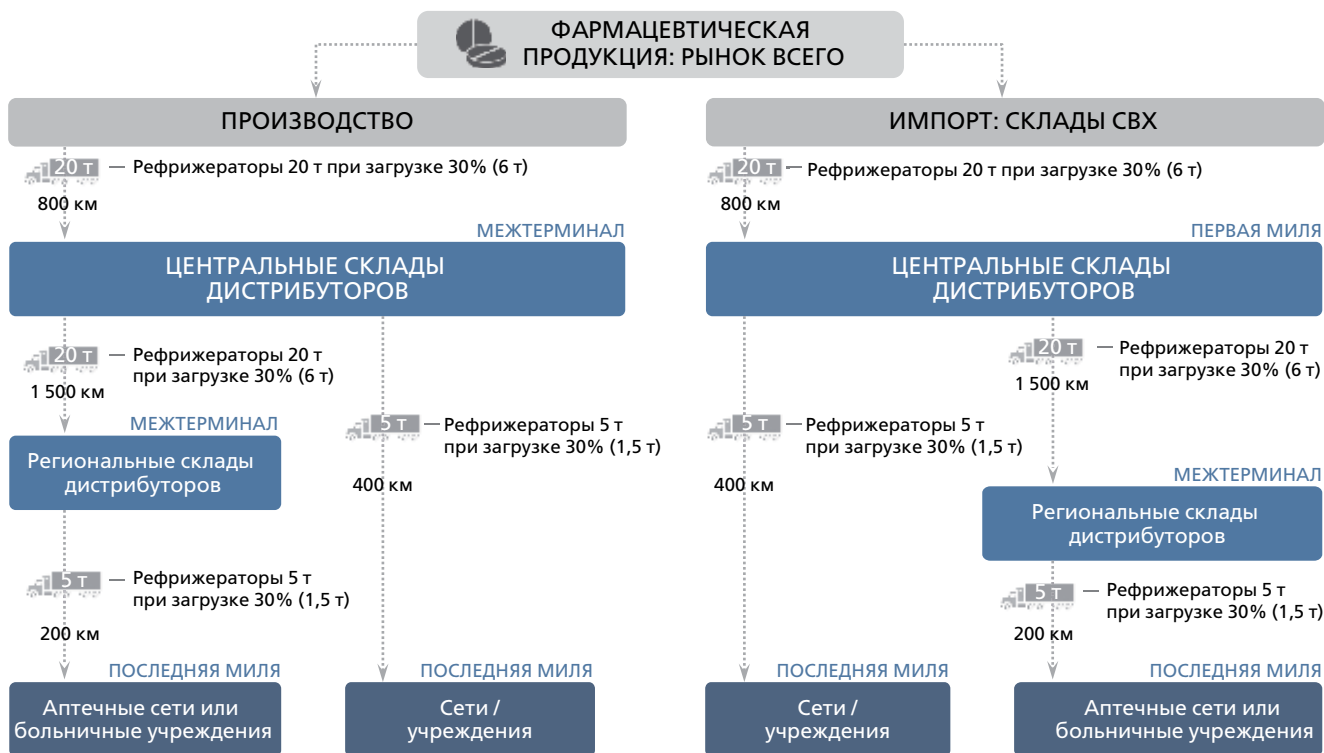 ФАРМАЦЕВТИЧЕСКАЯ
ПРОДУКЦИЯ: РЫНОК ВСЕГО
ПРОИЗВОДСТВО
20 т
— Рефрижераторы 20 т при загрузке 30% (6 т)
800 км
МЕЖТЕРМИНАЛ
ЦЕНТРАЛЬНЫЕ СКЛАДЫ
ДИСТРИБУТОРОВ
20 т
— Рефрижераторы 20 т
при загрузке 30% (6 т)
1 500 км
МЕЖТЕРМИНАЛ
Региональные склады
дистрибуторов
5 т
— Рефрижераторы 5 т
при загрузке 30% (1,5 т)
200 км
ПОСЛЕДНЯЯ МИЛЯ
Аптечные сети или
больничные учреждения
5 т
— Рефрижераторы 5 т
при загрузке 30% (1,5 т)
400 км
ПОСЛЕДНЯЯ МИЛЯ
Сети /
учреждения
ИМПОРТ: СКЛАДЫ СВХ
20 т
— Рефрижераторы 20 т при загрузке 30% (6 т)
800 км
ПЕРВАЯ МИЛЯ
ЦЕНТРАЛЬНЫЕ СКЛАДЫ
ДИСТРИБУТОРОВ
5 т
— Рефрижераторы 5 т
при загрузке 30% (1,5 т)
400 км
ПОСЛЕДНЯЯ МИЛЯ
Сети /
учреждения
20 т
— Рефрижераторы 20 т
при загрузке 30% (6 т)
1 500 км
МЕЖТЕРМИНАЛ
Региональные склады
дистрибуторов
5 т
— Рефрижераторы 5 т
при загрузке 30% (1,5 т)
200 км
ПОСЛЕДНЯЯ МИЛЯ
Аптечные сети или
больничные учреждения